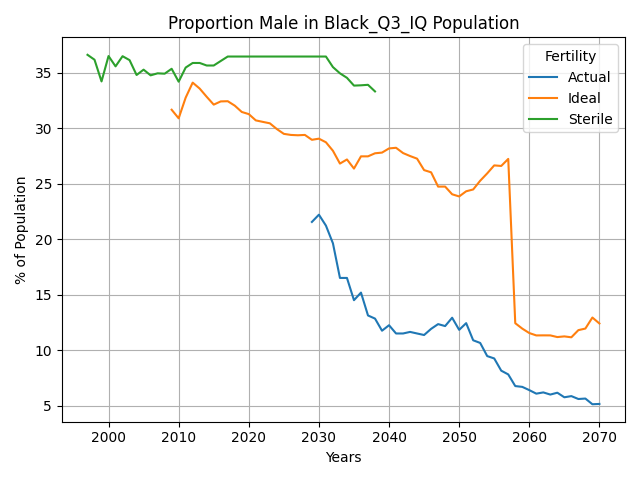 Proportion Male in Black_Q3_IQ Population
Fertility
Actual
Ideal
Sterile
% of Population
35
30
25
20
15
10
5
2000 2010 2020 2030 2040 2050 2060 2070
Years